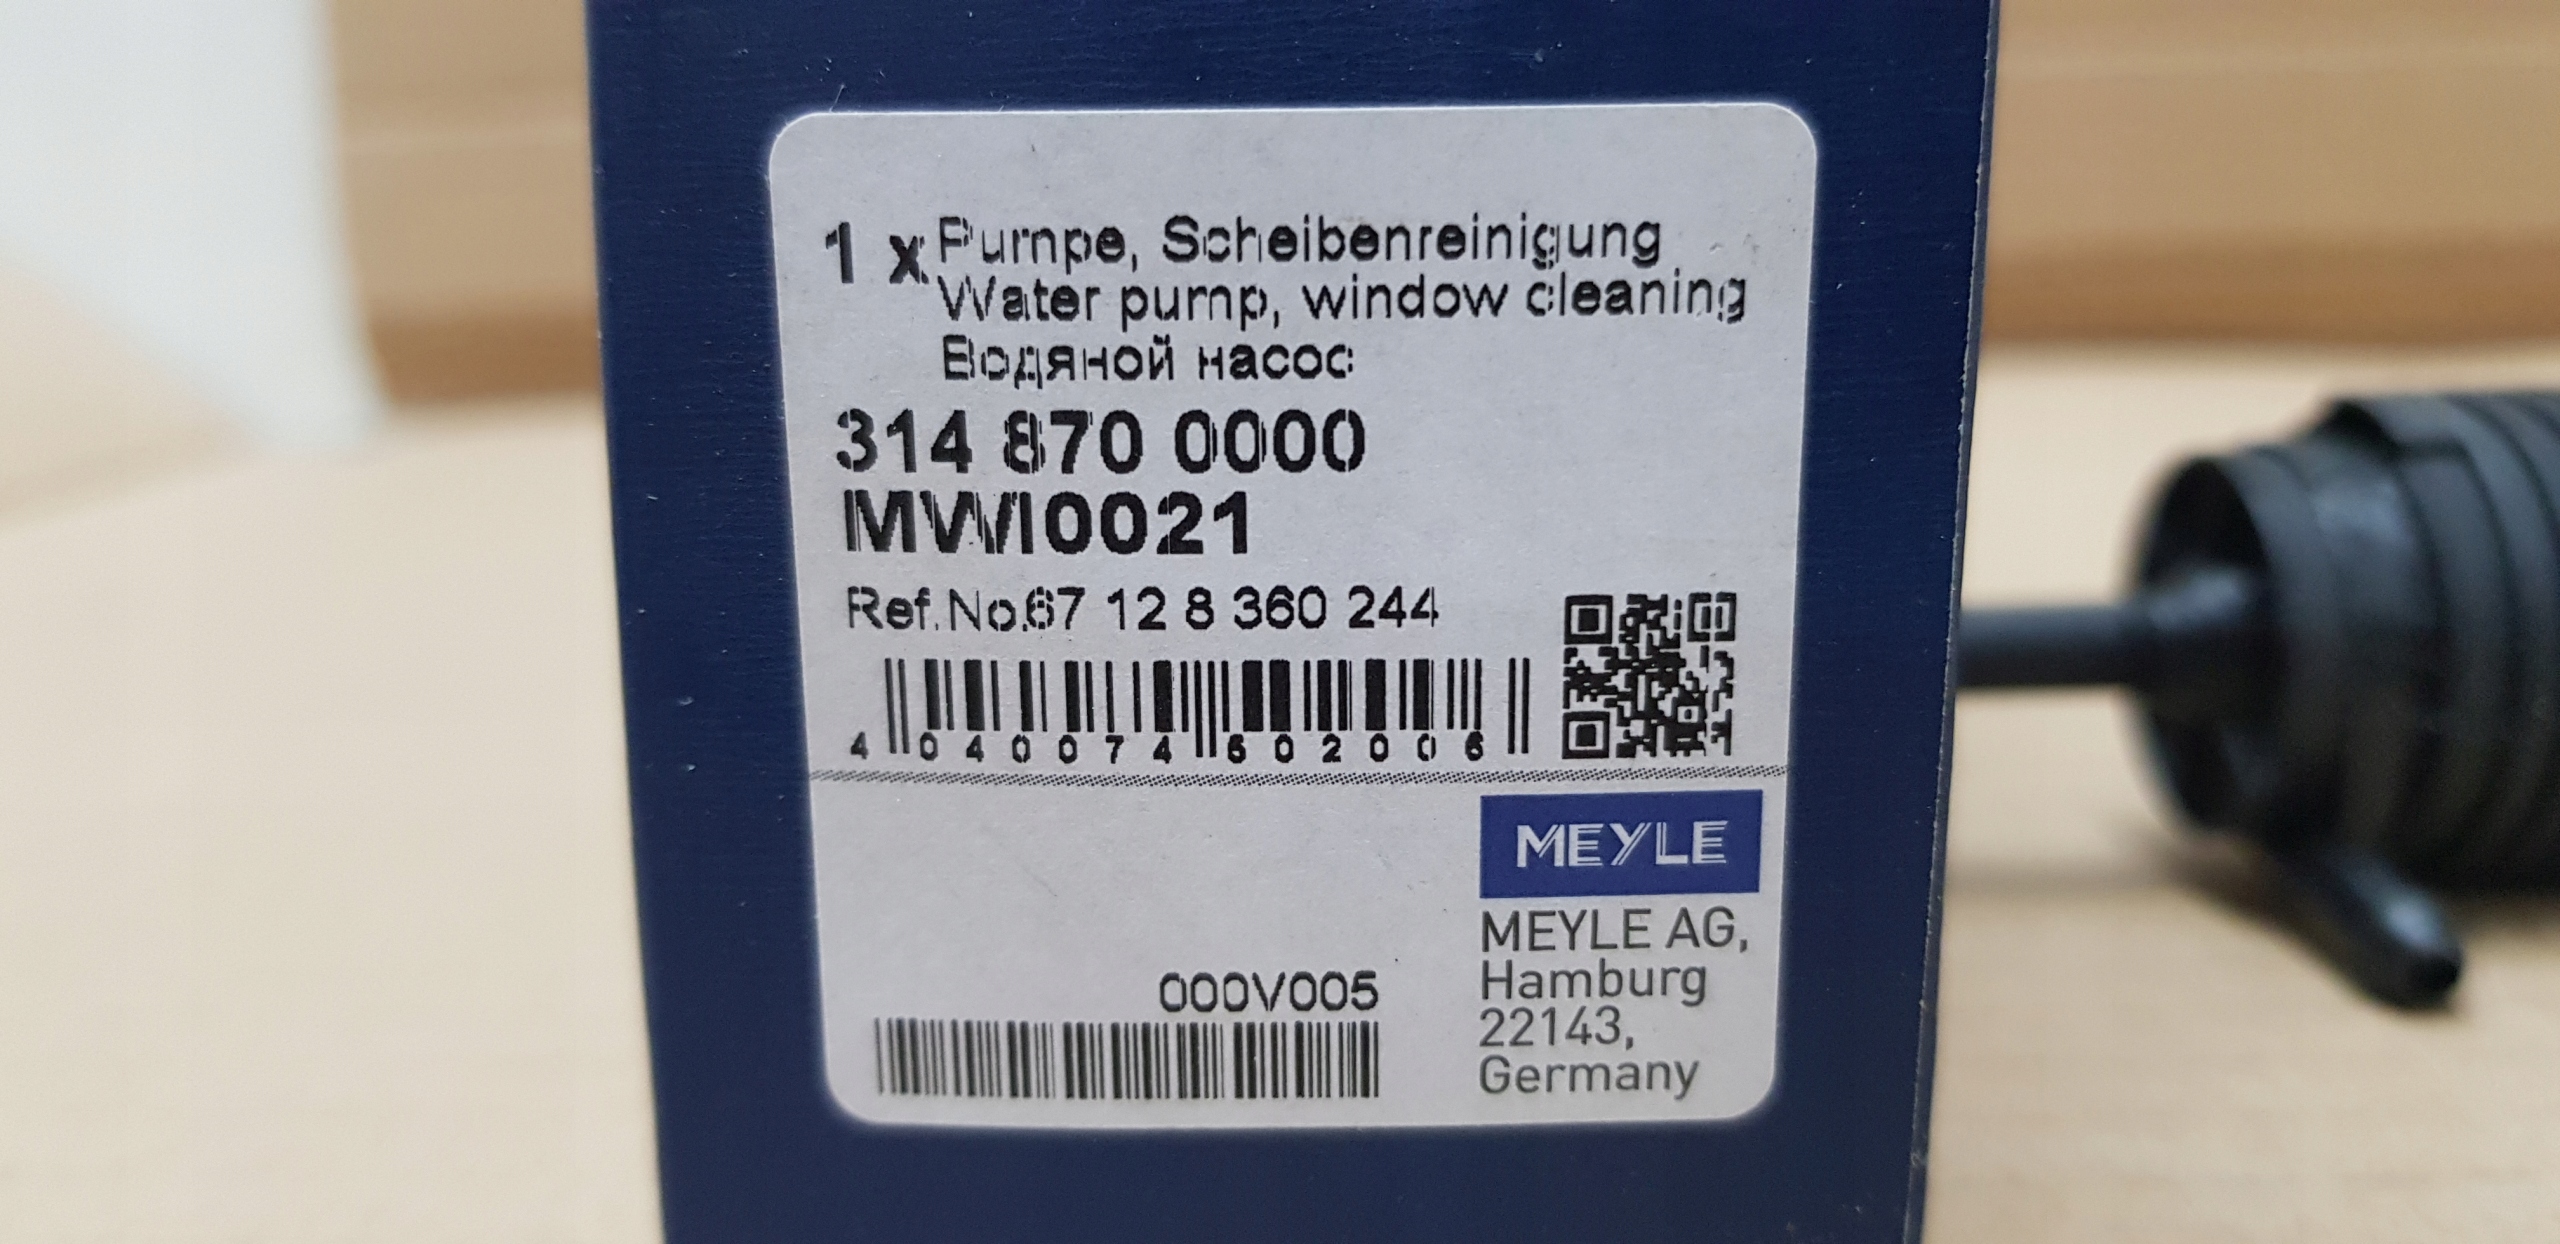 1 x Pumpe, Scheibenreinigung
Water pump, window cleaning
Водяной насос
314 870 0000
MWI0021
Ref.No.67 12 8 360 244
4 040074 602006
MEYLE
MEYLE AG,
Hamburg
22143,
Germany
000V005